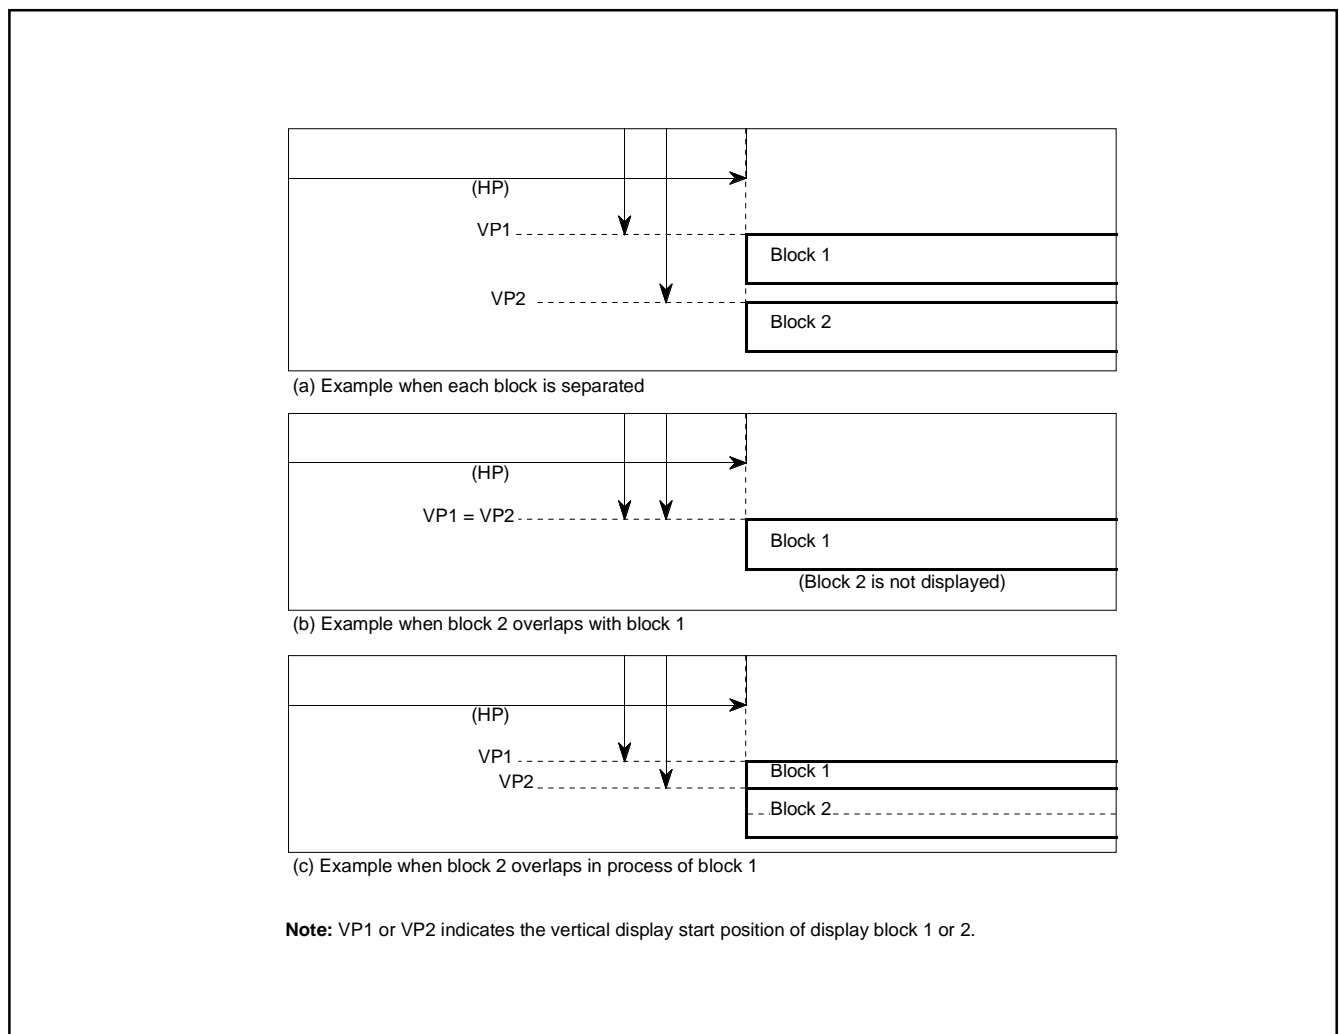 (HP)
VP1
Block 1
VP2
Block 2
(a) Example when each block is separated
(HP)
VP1 = VP2
Block 1
(Block 2 is not displayed)
(b) Example when block 2 overlaps with block 1
(HP)
VP1
Block 1
VP2
Block 2
(c) Example when block 2 overlaps in process of block 1
Note: VP1 or VP2 indicates the vertical display start position of display block 1 or 2.